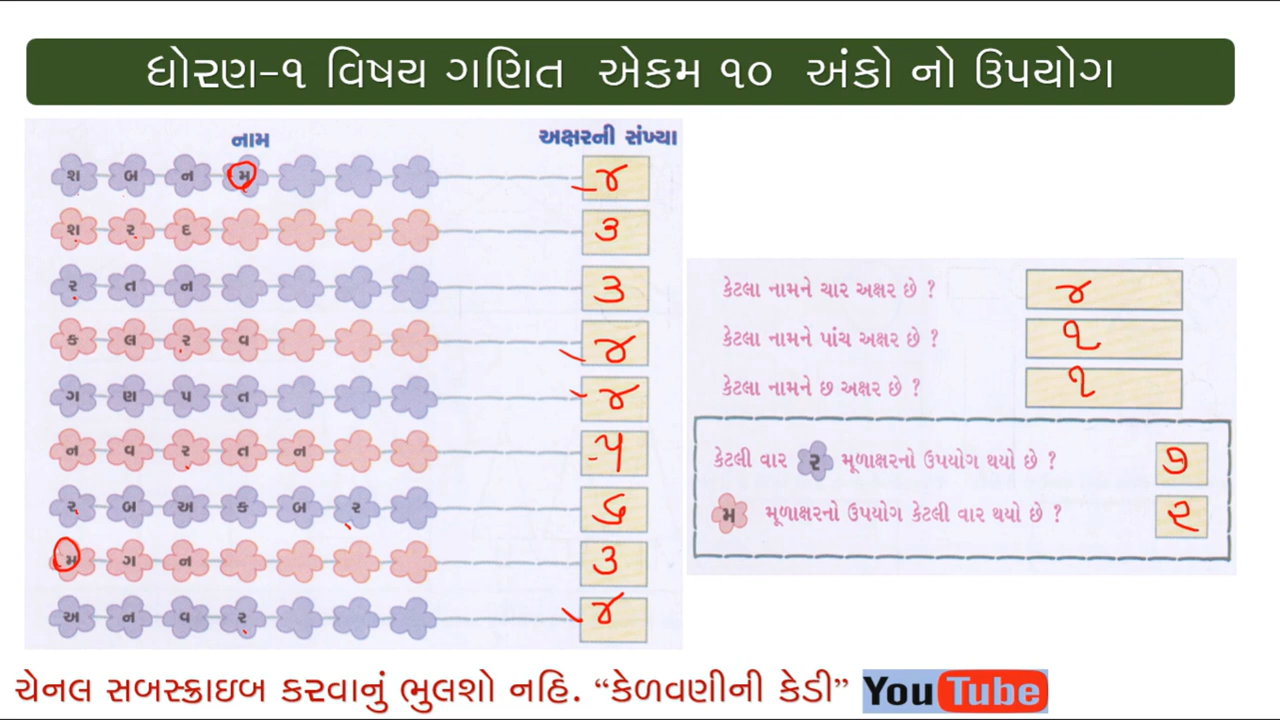 ધોરણ-૧ વિષય ગણિત એકમ ૧૦ અંકો નો ઉપયોગ
નામ અક્ષરની સંખ્યા
શ બ ન મ ૪
શ ર દ ૩
ર ત ન ૩
ક લ ર વ ૪
ગ ણ પ ત ૪
ન વ ર ત ન ૫
ર બ અ ક બ ર ૬
મ ગ ન ૩
અ ન વ ર ૪
કેટલા નામને ચાર અક્ષર છે ? ૪
કેટલા નામને પાંચ અક્ષર છે ? ૧
કેટલા નામને છ અક્ષર છે ? ૧
કેટલી વાર ર મૂળાક્ષરનો ઉપયોગ થયો છે ? ૭
મ મૂળાક્ષરનો ઉપયોગ કેટલી વાર થયો છે ? ૨
ચેનલ સબસ્ક્રાઇબ કરવાનું ભુલશો નહિ. “કેળવણીની કેડી” YouTube